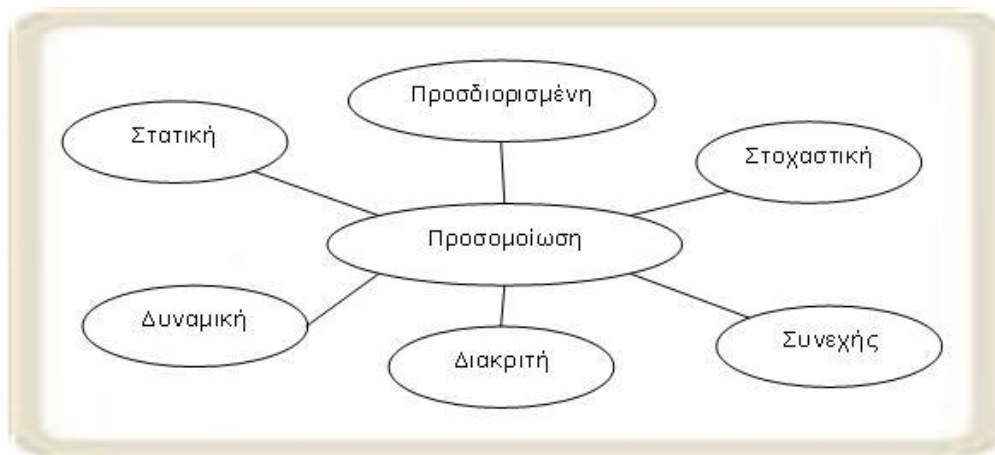 Προσδιορισμένη
Στατική
Στοχαστική
Προσομοίωση
Δυναμική
Διακριτή
Συνεχής